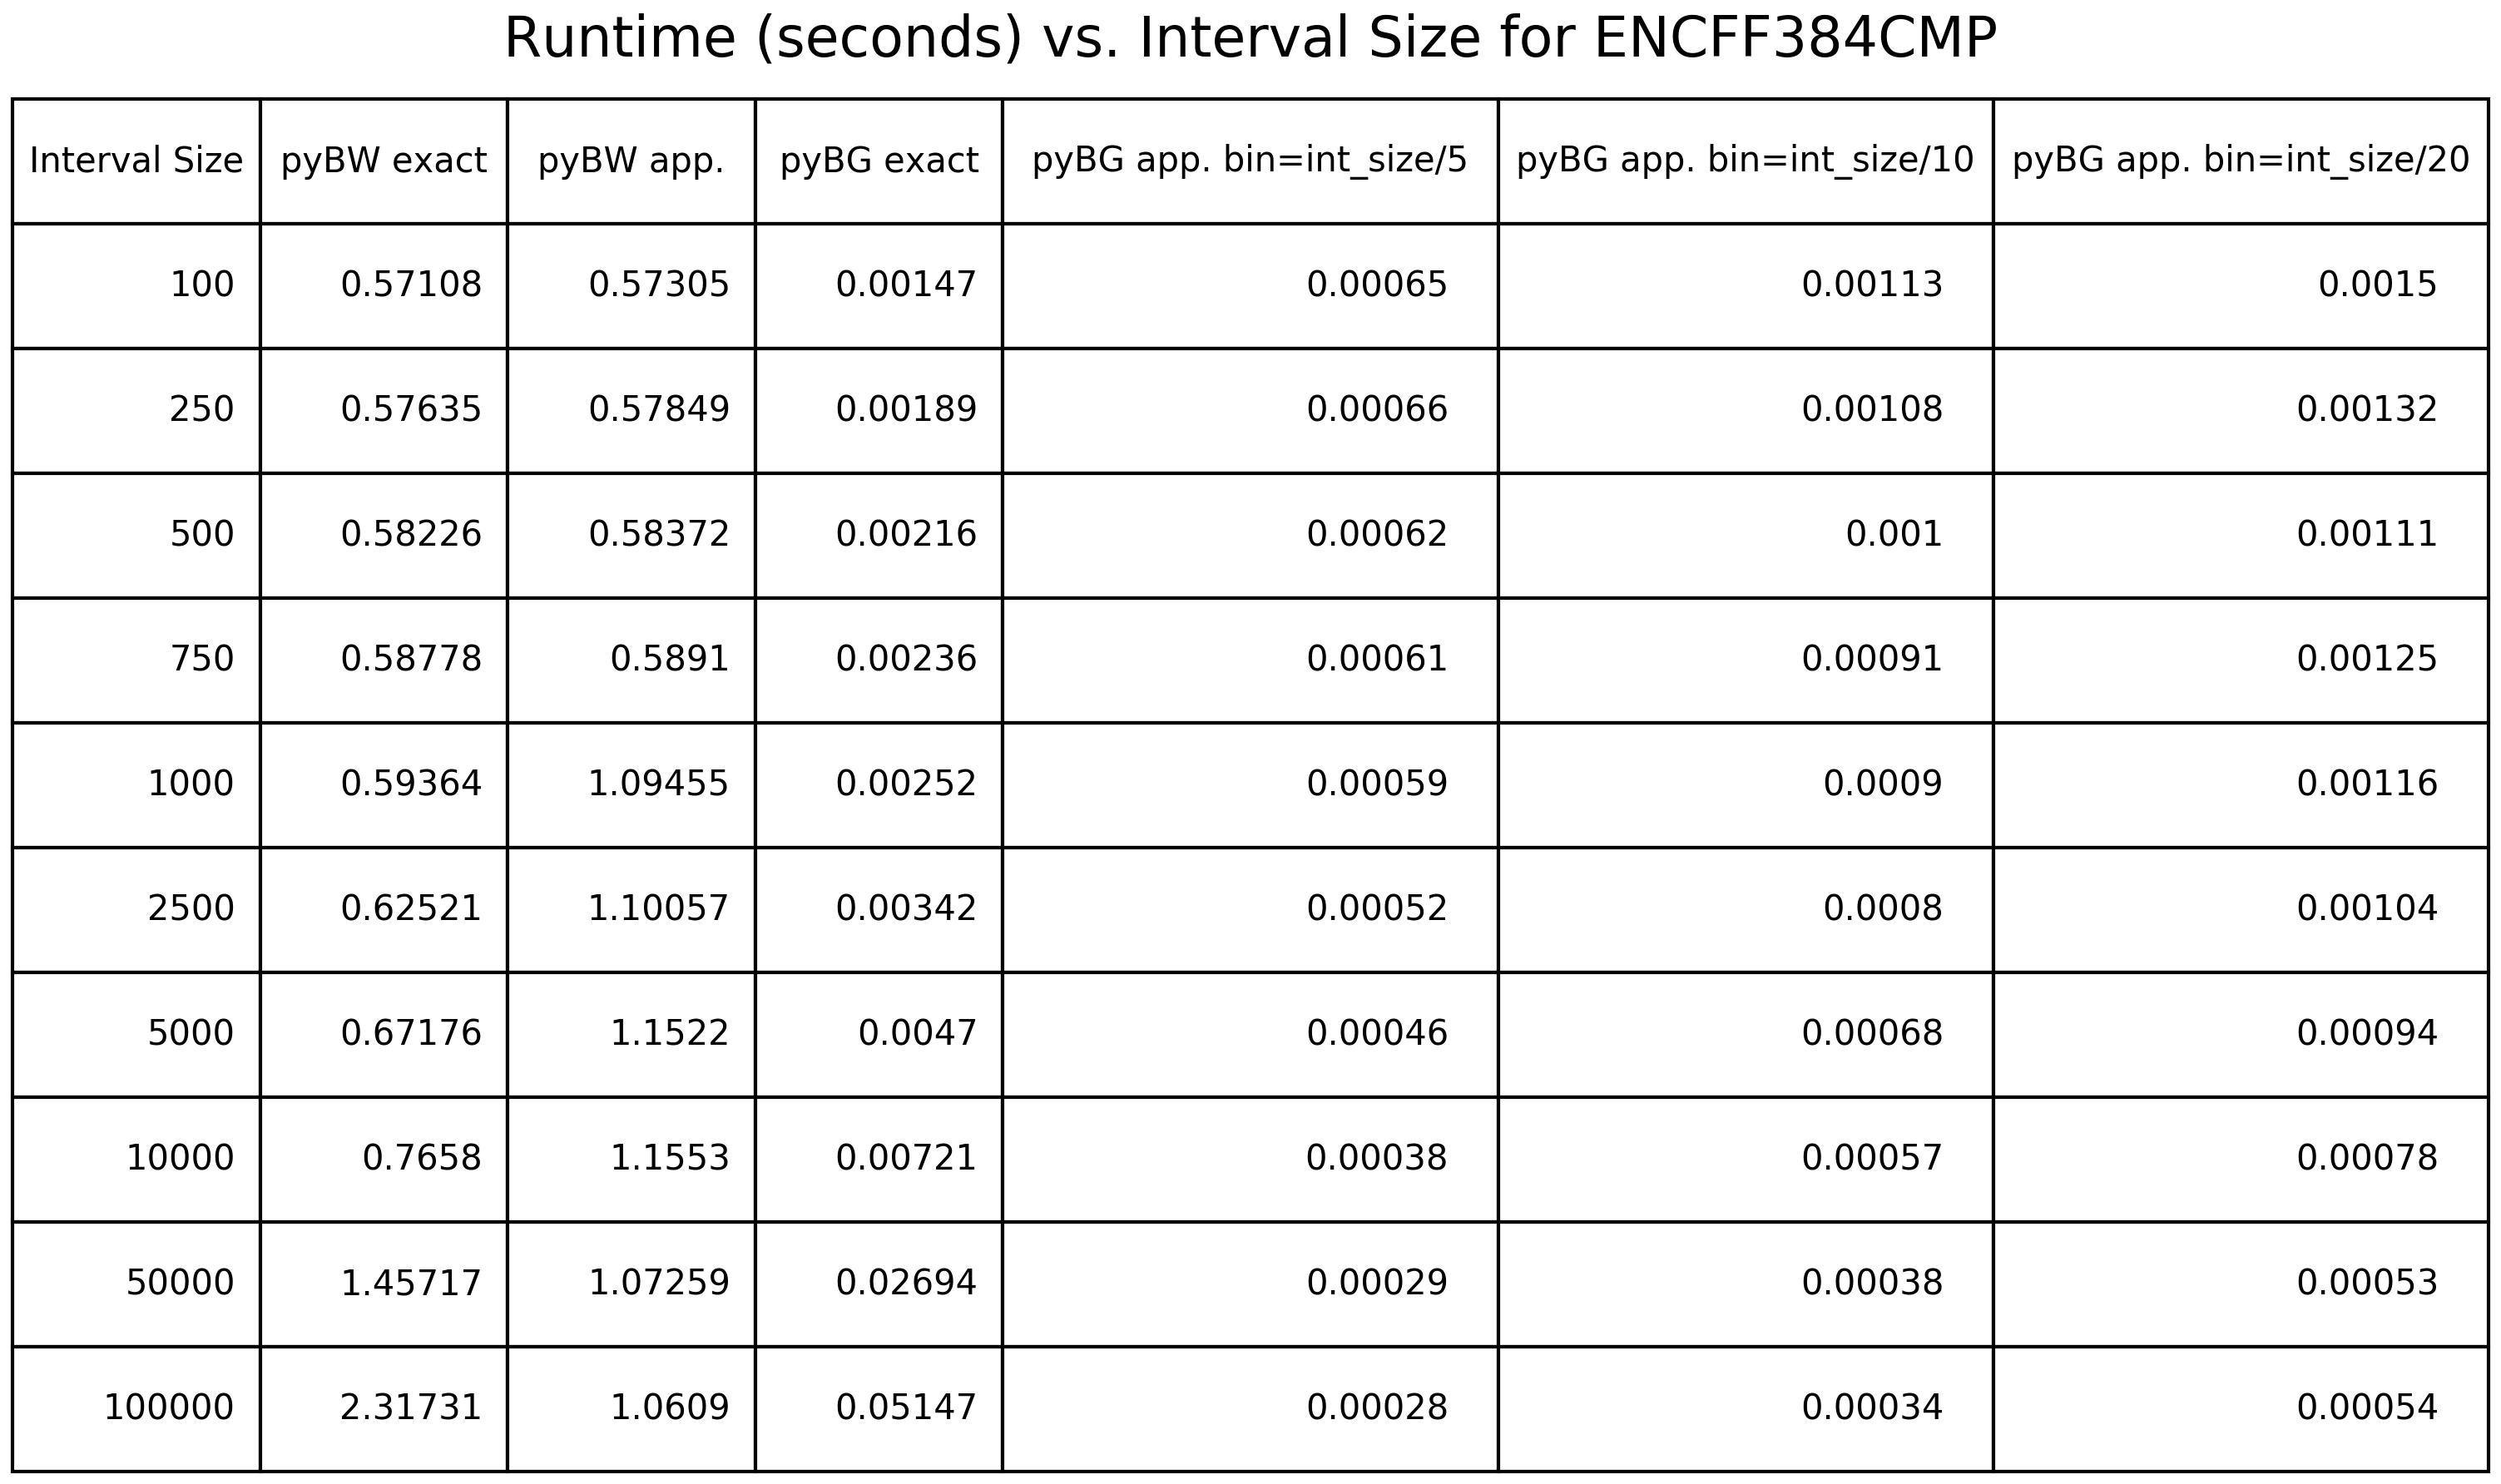 Runtime (seconds) vs. Interval Size for ENCFF384CMP
Interval Size pyBW exact pyBW app. pyBG exact pyBG app. bin=int_size/5 pyBG app. bin=int_size/10 pyBG app. bin=int_size/20
100 0.57108 0.57305 0.00147 0.00065 0.00113 0.0015
250 0.57635 0.57849 0.00189 0.00066 0.00108 0.00132
500 0.58226 0.58372 0.00216 0.00062 0.001 0.00111
750 0.58778 0.5891 0.00236 0.00061 0.00091 0.00125
1000 0.59364 1.09455 0.00252 0.00059 0.0009 0.00116
2500 0.62521 1.10057 0.00342 0.00052 0.0008 0.00104
5000 0.67176 1.1522 0.0047 0.00046 0.00068 0.00094
10000 0.7658 1.1553 0.00721 0.00038 0.00057 0.00078
50000 1.45717 1.07259 0.02694 0.00029 0.00038 0.00053
100000 2.31731 1.0609 0.05147 0.00028 0.00034 0.00054